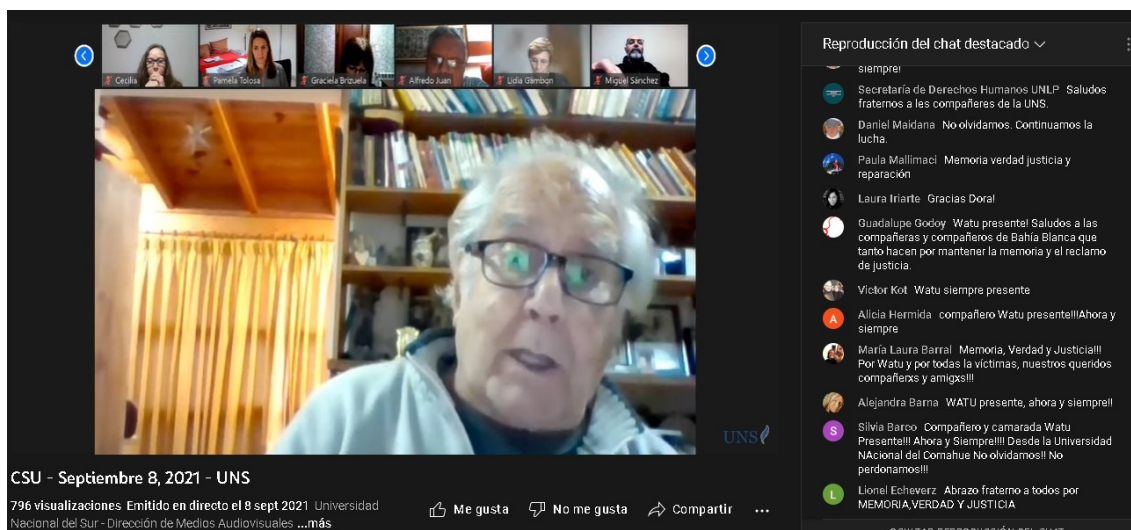 Cecilia
Pamela Tolosa
Graciela Brizuela
Alfredo Juan
Lidia Gambon
Miguel Sánchez
UNS
CSU - Septiembre 8, 2021 - UNS
796 visualizaciones Emitido en directo el 8 sept 2021 Universidad
Nacional del Sur - Dirección de Medios Audiovisuales ...más
Me gusta
No me gusta
Compartir
Reproducción del chat destacado
siempre!
Secretaría de Derechos Humanos UNLP Saludos
fraternos a les compañeres de la UNS.
Daniel Maidana No olvidamos. Continuamos la
lucha.
Paula Mallimaci Memoria verdad justicia y
reparación
Laura Iriarte Gracias Dora!
Guadalupe Godoy Watu presente! Saludos a las
compañeras y compañeros de Bahía Blanca que
tanto hacen por mantener la memoria y el reclamo
de justicia.
Victor Kot Watu siempre presente
A
Alicia Hermida compañero Watu presente!!!Ahora y
siempre
María Laura Barral Memoria, Verdad y Justicia!!!
Por Watu y por todas la víctimas, nuestros queridos
compañerxs y amigxs!!!
Alejandra Barna WATU presente, ahora y siempre!!
S
Silvia Barco Compañero y camarada Watu
Presente!!! Ahora y Siempre!!!! Desde la Universidad
NAcional del Comahue No olvidamos!! No
perdonamos!!!
L
Lionel Echeverz Abrazo fraterno a todos por
MEMORIA,VERDAD Y JUSTICIA
OCULTAR REPRODUCCIÓN DEL CHAT